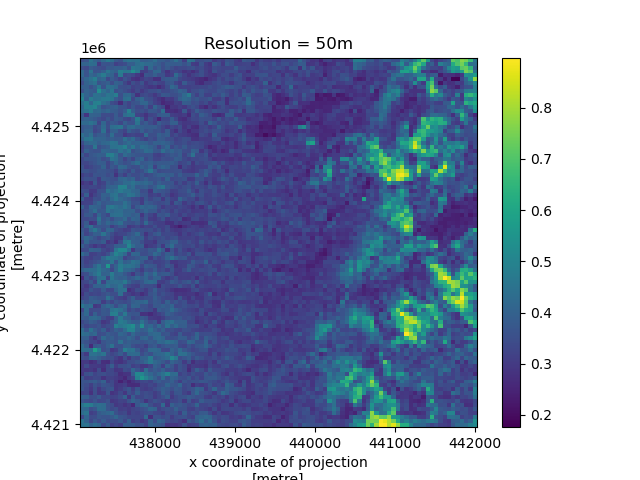 Resolution = 50m
1e6
4.425
4.424
4.423
4.422
4.421
y coordinate of projection
[metre]
438000 439000 440000 441000 442000
x coordinate of projection
[metre]
0.8
0.7
0.6
0.5
0.4
0.3
0.2